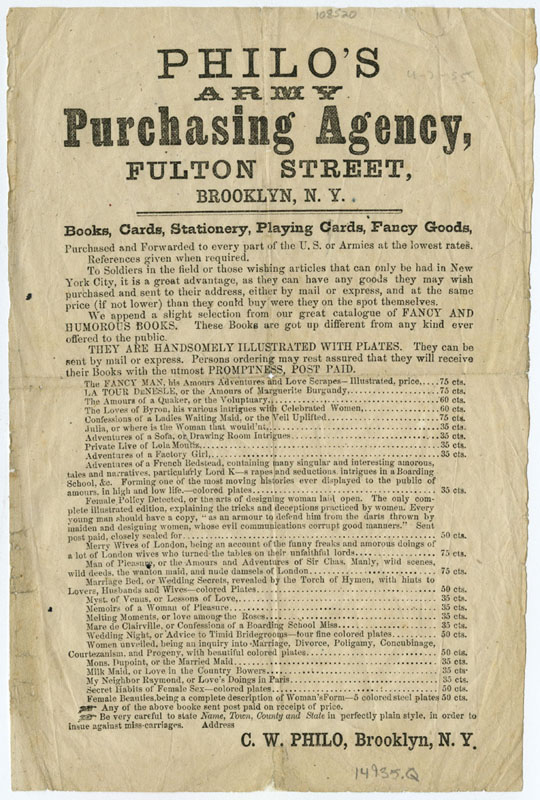 108520
4-7-55
PHILO'S
ARMY
Purchasing Agency,
FULTON STREET,
BROOKLYN, N. Y.
Books, Cards, Stationery, Playing Cards, Fancy Goods,
Purchased and Forwarded to every part of the U. S. or Armies at the lowest rates.
References given when required.
To Soldiers in the field or those wishing articles that can only be had in New
York City, it is a great advantage, as they can have any goods they may wish
purchased and sent to their address, either by mail or express, and at the same
price (if not lower) than they could buy were they on the spot themselves.
We append a slight selection from our great catalogue of FANCY AND
HUMOROUS BOOKS. These Books are got up different from any kind ever
offered to the public.
THEY ARE HANDSOMELY ILLUSTRATED WITH PLATES. They can be
sent by mail or express. Persons ordering may rest assured that they will receive
their Books with the utmost PROMPTNESS, POST PAID.
The FANCY MAN, his Amours Adventures and Love Scrapes—Illustrated, price....75 cts.
LA TOUR DeNESLE, or the Amours of Marguerite Burgundy,....75 cts.
The Amours of a Quaker, or the Voluptuary,....60 cts.
The Loves of Byron, his various intrigues with Celebrated Women,....60 cts.
Confessions of a Ladies Waiting Maid, or the Veil Uplifted....75 cts.
Julia, or where is the Woman that would'nt,....35 cts.
Adventures of a Sofa, or Drawing Room Intrigues....35 cts.
Private Live of Lola Montis....35 cts.
Adventures of a Factory Girl,....35 cts.
Adventures of a French Bedstead, containing many singular and interesting amorous,
tales and narratives, particularly Lord K—s rapes and seductions intrigues in a Boarding
School, &c. Forming one of the most moving histories ever displayed to the public of
amours, in high and low life.—colored plates....35 cts.
Female Policy Detected, or the arts of designing woman laid open. The only com-
plete illustrated edition, explaining the tricks and deceptions practiced by women. Every
young man should have a copy, "as an armour to defend him from the darts thrown by
maiden and designing women, whose evil communications corrupt good manners." Sent
post paid, closely sealed for....50 cts.
Merry Wives of London, being an account of the funny freaks and amorous doings of
a lot of London wives who turned the tables on their unfaithful lords....75 cts.
Man of Pleasure, or the Amours and Adventures of Sir Chas. Manly, wild scenes,
wild deeds, the wanton maid, and nude damsels of London....75 cts.
Marriage Bed, or Wedding Secrets, revealed by the Torch of Hymen, with hints to
Lovers, Husbands and Wives—colored Plates....50 cts.
Myst. of Venus, or Lessons of Love,....35 cts.
Memoirs of a Woman of Pleasure....35 cts.
Melting Moments, or love among the Roses....35 cts.
Mare de Clairville, or Confessions of a Boarding School Miss....35 cts.
Wedding Night, or Advice to Timid Bridegrooms—four fine colored plates....50 cts.
Women unveiled, being an inquiry into Marriage, Divorce, Poligamy, Concubinage,
Courtezanism, and Progeny, with beautiful colored plates....50 cts.
Mons. Dupoint, or the Married Maid....35 cts.
Milk Maid, or Love in the Country Bowers....35 cts.
My Neighbor Raymond, or Love's Doings in Paris....35 cts.
Secret Habits of Female Sex—colored plates....50 cts.
Female Beauties, being a complete description of Woman's Form—5 colored steel plates 50 cts.
Any of the above books sent post paid on receipt of price.
Be very careful to state Name, Town, County and State in perfectly plain style, in order to
insue against miss-carriages. Address
C. W. PHILO, Brooklyn, N. Y.
14935.Q